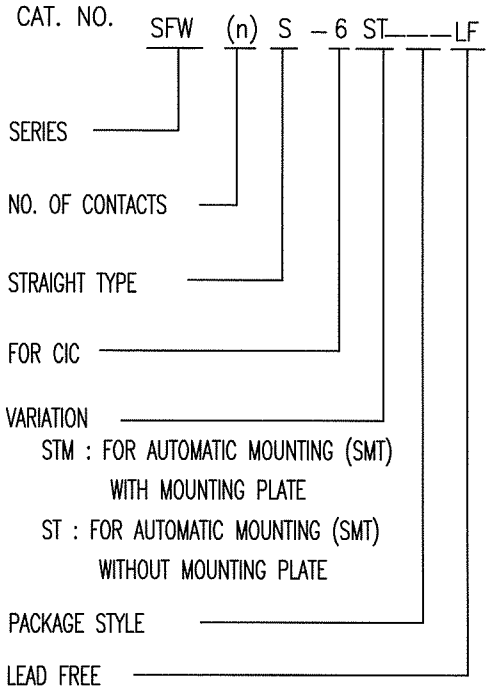 CAT. NO. SFW (n) S - 6 ST — — — LF
SERIES
NO. OF CONTACTS
STRAIGHT TYPE
FOR CIC
VARIATION
STM : FOR AUTOMATIC MOUNTING (SMT)
WITH MOUNTING PLATE
ST : FOR AUTOMATIC MOUNTING (SMT)
WITHOUT MOUNTING PLATE
PACKAGE STYLE
LEAD FREE